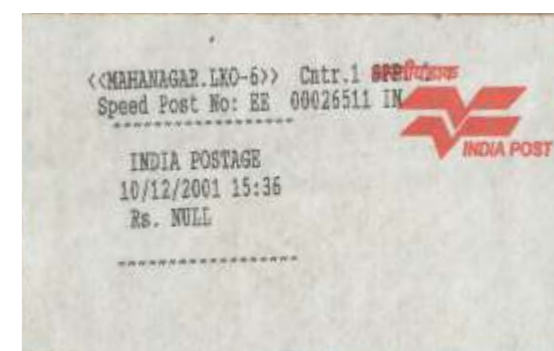 <<MAHANAGAR.LKO-6>> Cntr.1
Speed Post No: EE 00026511 IN
INDIA POST
INDIA POSTAGE
10/12/2001 15:36
Rs. NULL